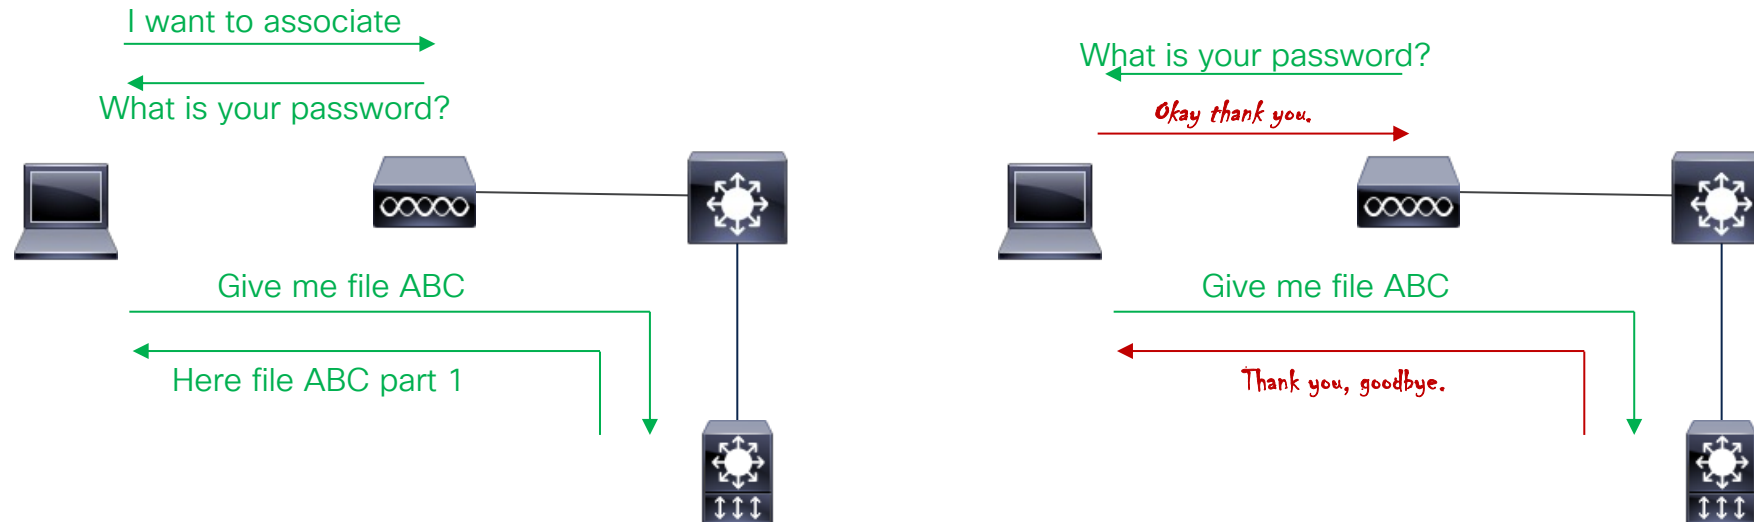 I want to associate
What is your password?
Give me file ABC
Here file ABC part 1
What is your password?
Okay thank you.
Give me file ABC
Thank you, goodbye.